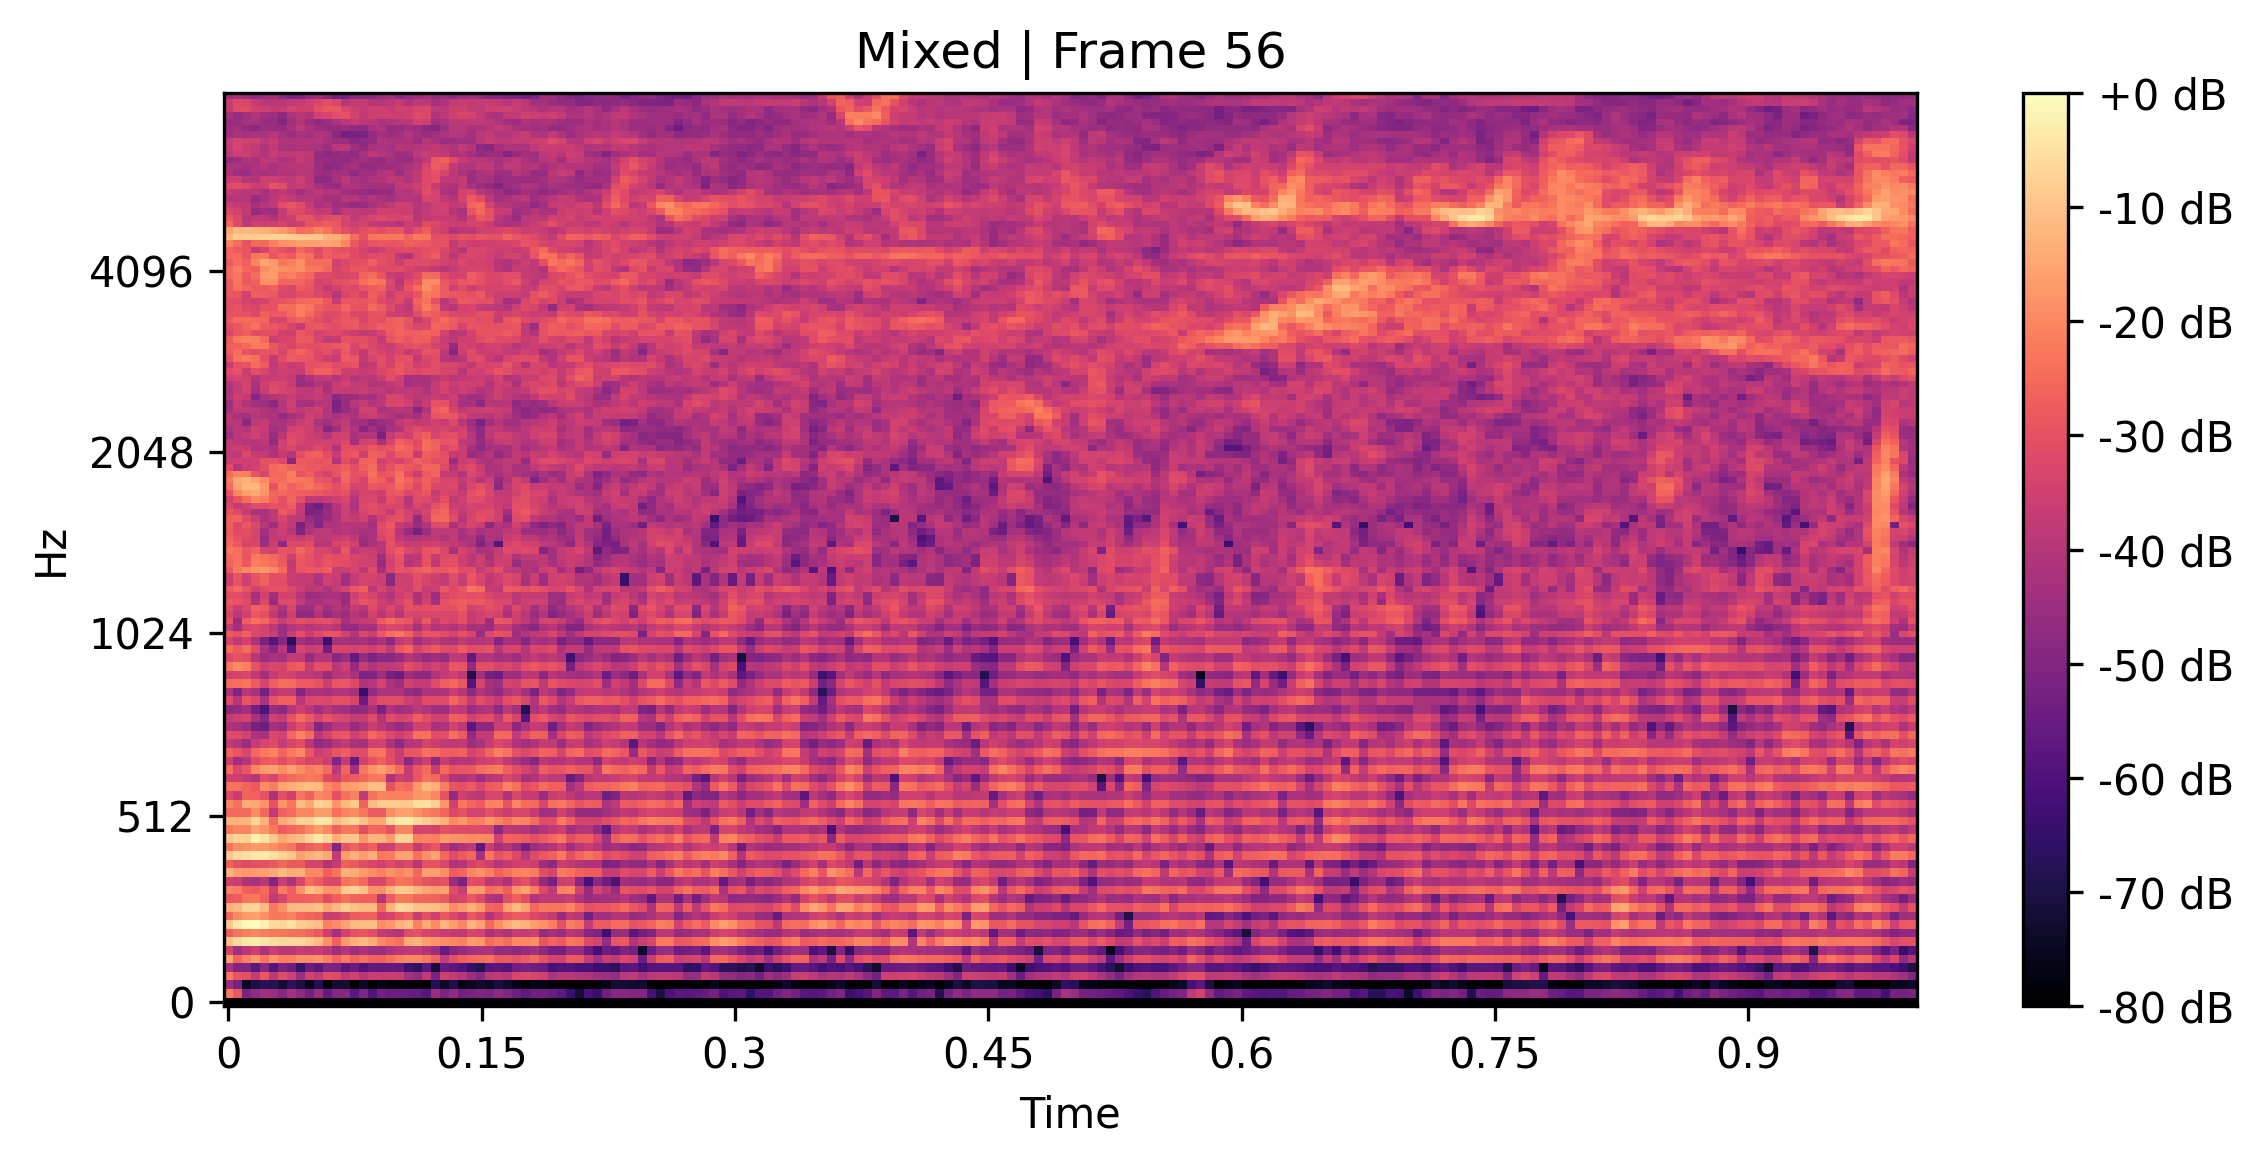 Mixed | Frame 56
Hz
4096
2048
1024
512
0
0 0.15 0.3 0.45 0.6 0.75 0.9
Time
+0 dB
-10 dB
-20 dB
-30 dB
-40 dB
-50 dB
-60 dB
-70 dB
-80 dB